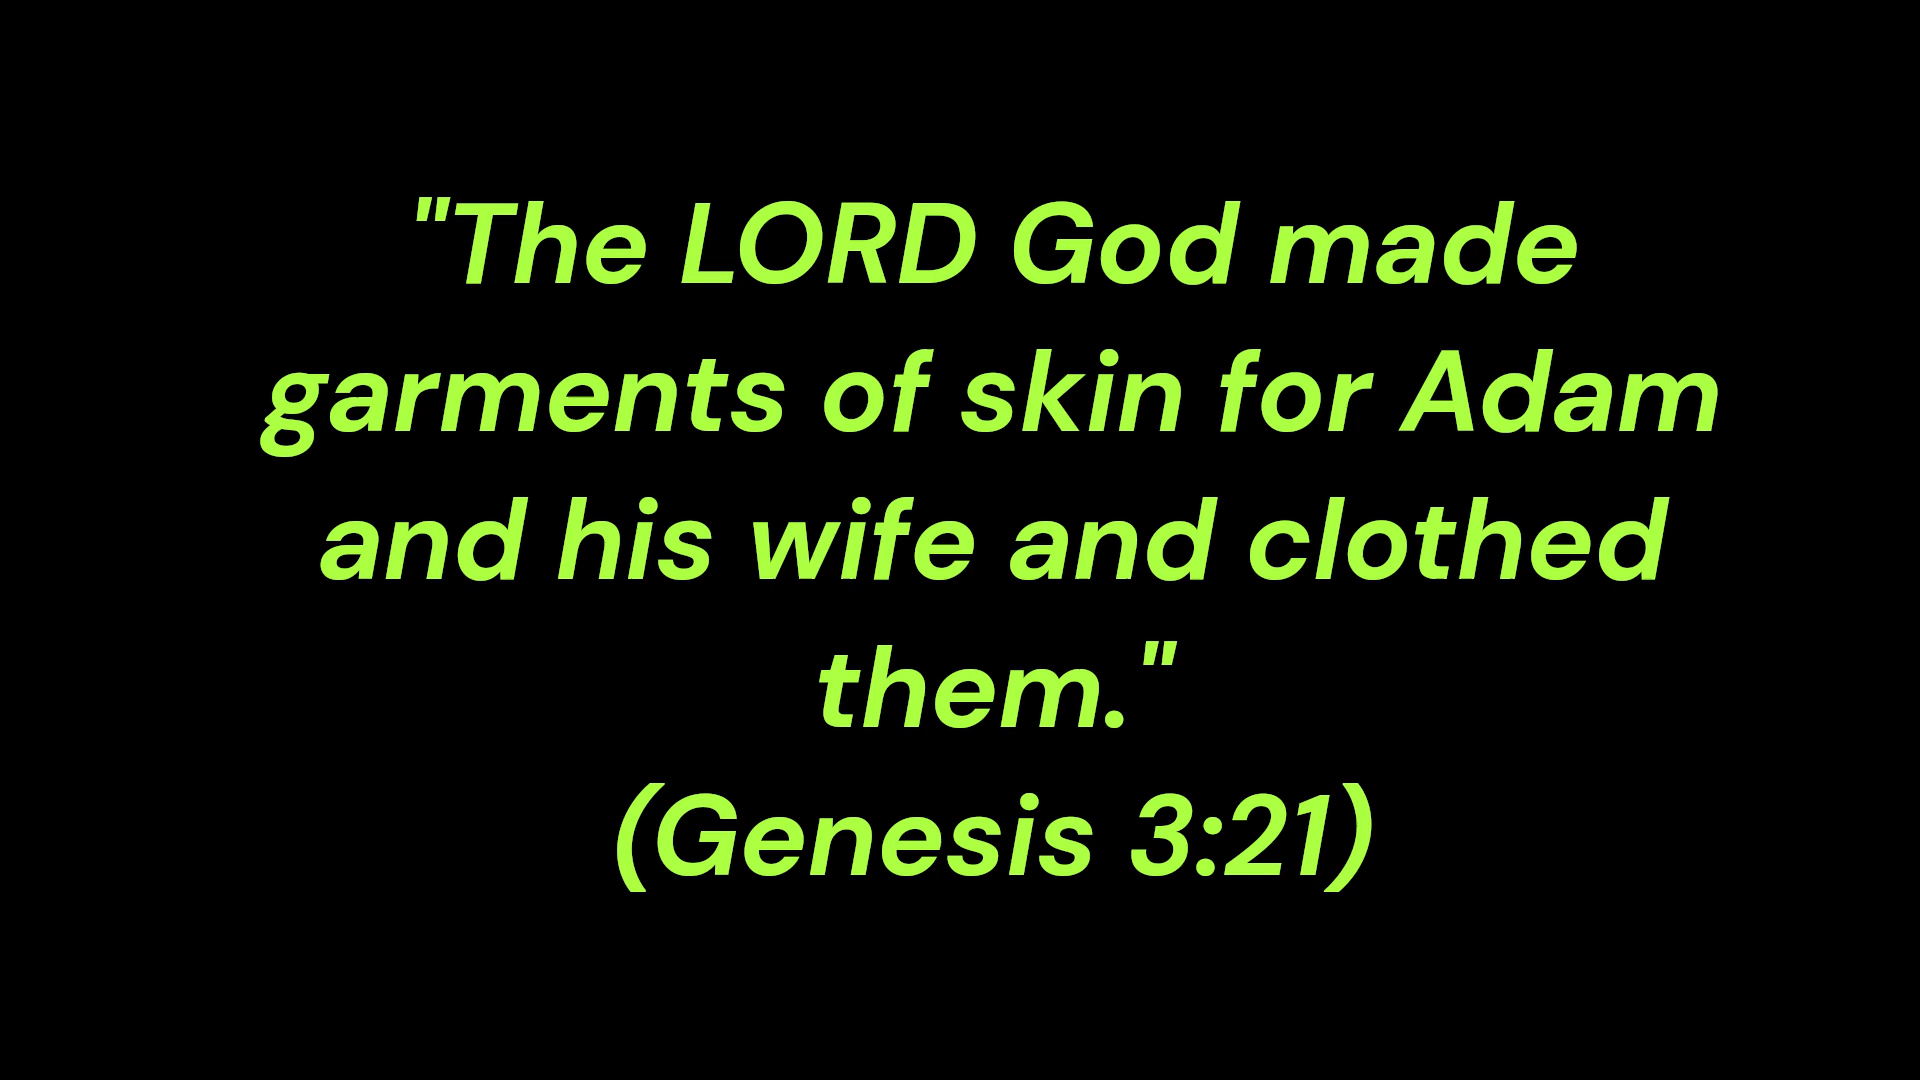 "The LORD God made
garments of skin for Adam
and his wife and clothed
them."
(Genesis 3:21)